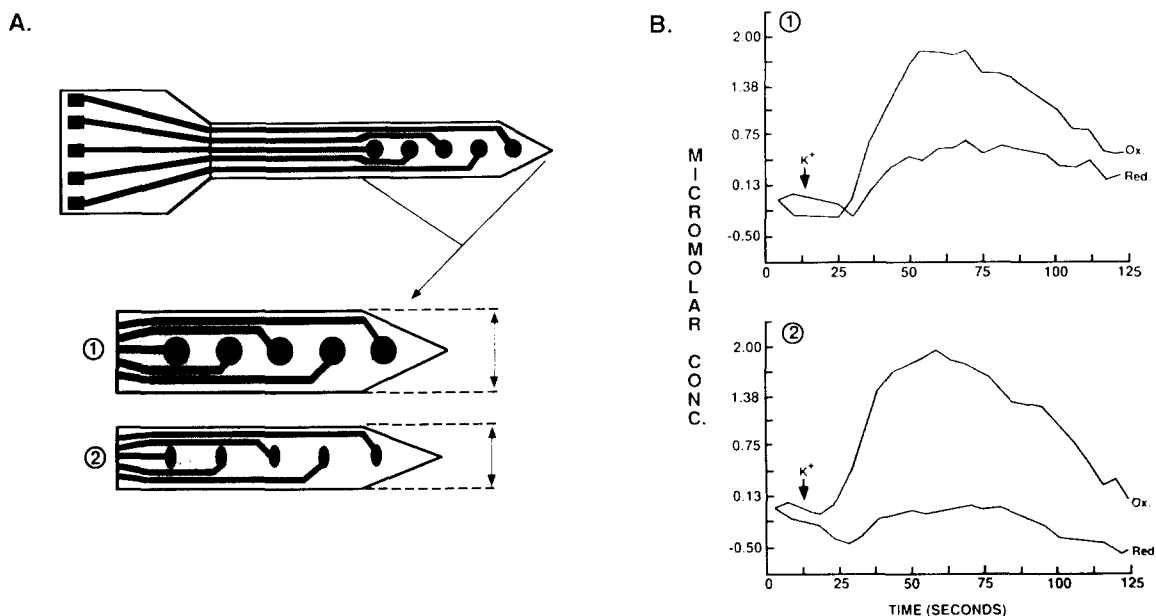 A.
①
②
B.
MICROMOLAR CONC.
①
2.00
1.38
0.75
0.13
-0.50
K+
Ox.
Red.
0 25 50 75 100 125
②
2.00
1.38
0.75
0.13
-0.50
K+
Ox.
Red
0 25 50 75 100 125
TIME (SECONDS)